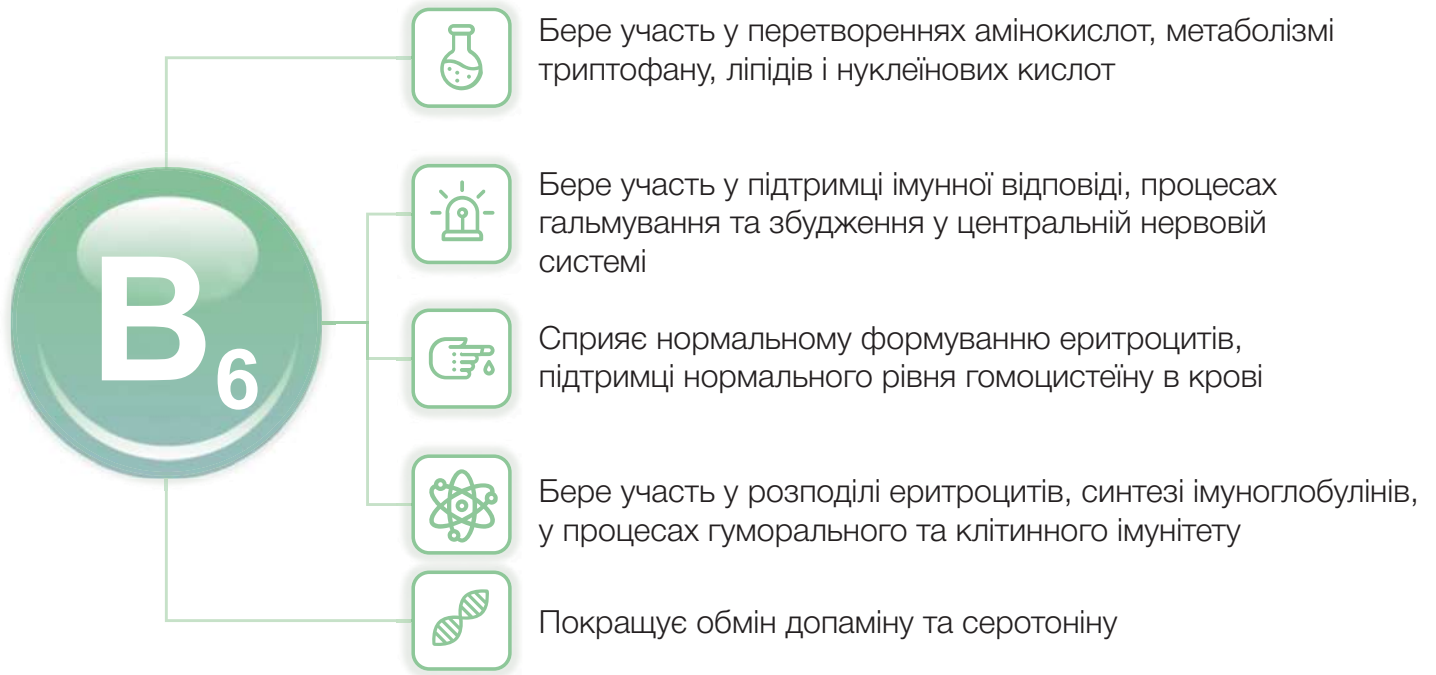 B6
Бере участь у перетвореннях амінокислот, метаболізмі
триптофану, ліпідів і нуклеїнових кислот
Бере участь у підтримці імунної відповіді, процесах
гальмування та збудження у центральній нервовій
системі
Сприяє нормальному формуванню еритроцитів,
підтримці нормального рівня гомоцистеїну в крові
Бере участь у розподілі еритроцитів, синтезі імуноглобулінів,
у процесах гуморального та клітинного імунітету
Покращує обмін допаміну та серотоніну